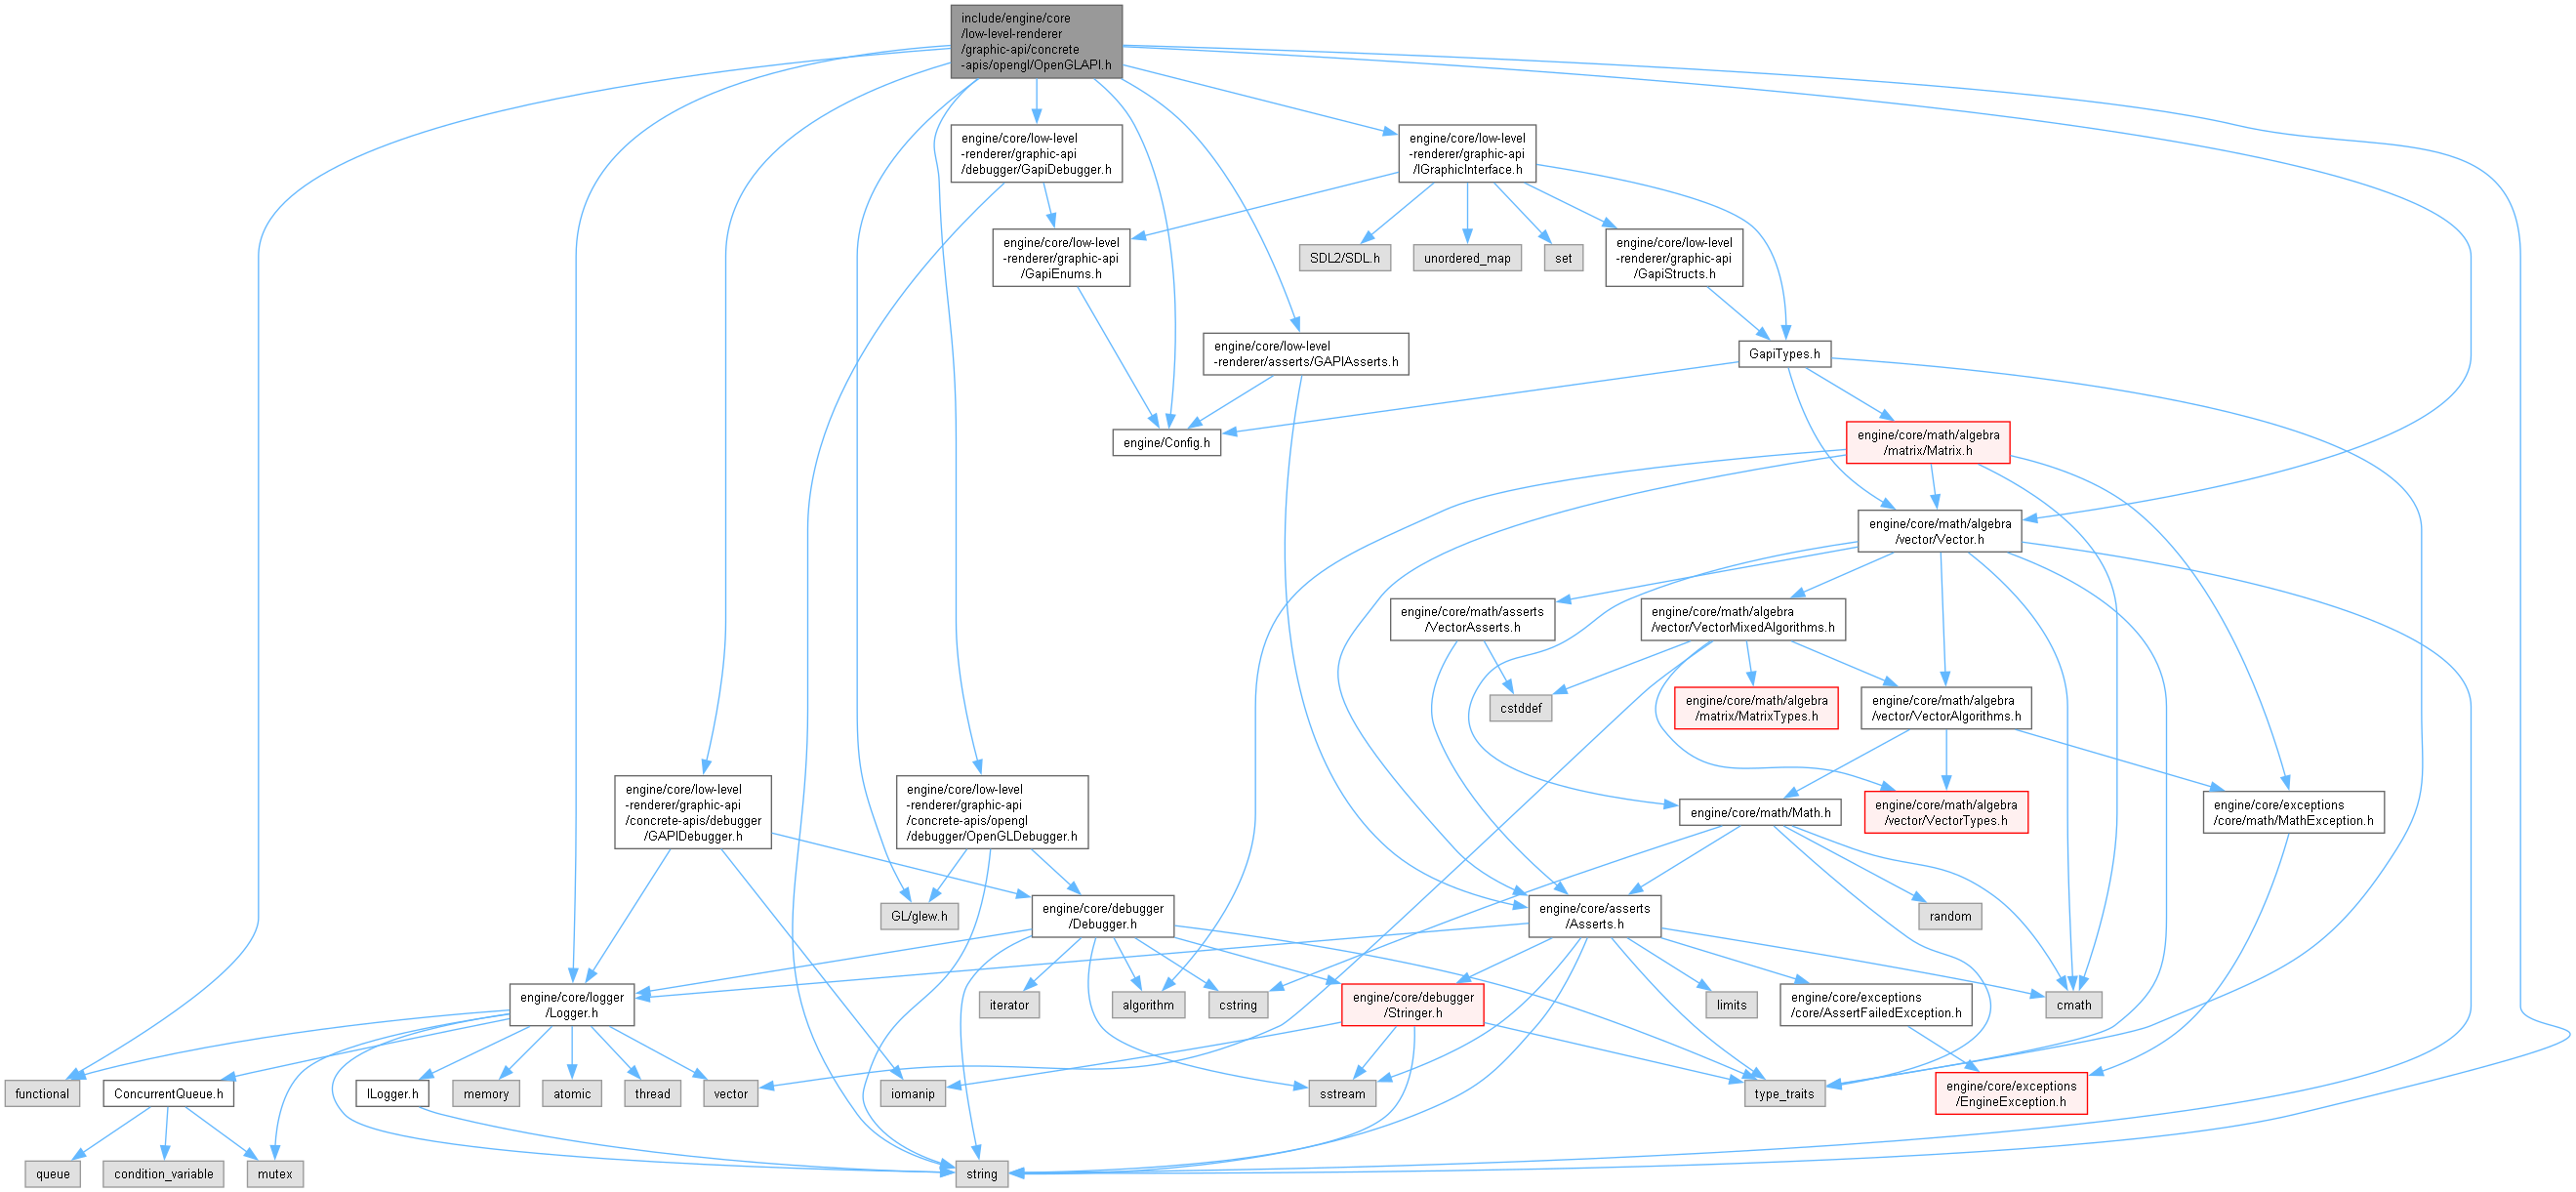 include/engine/core
/low-level-renderer
/graphic-api/concrete
-apis/opengl/OpenGLAPI.h
engine/core/low-level
-renderer/graphic-api
/debugger/GapiDebugger.h
engine/core/low-level
-renderer/graphic-api
/IGraphicInterface.h
engine/core/low-level
-renderer/graphic-api
/GapiEnums.h
SDL2/SDL.h
unordered_map
set
engine/core/low-level
-renderer/graphic-api
/GapiStructs.h
engine/core/low-level
-renderer/asserts/GAPIAsserts.h
GapiTypes.h
engine/Config.h
engine/core/math/algebra
/matrix/Matrix.h
engine/core/math/algebra
/vector/Vector.h
engine/core/math/asserts
/VectorAsserts.h
engine/core/math/algebra
/vector/VectorMixedAlgorithms.h
cstddef
engine/core/math/algebra
/matrix/MatrixTypes.h
engine/core/math/algebra
/vector/VectorAlgorithms.h
engine/core/low-level
-renderer/graphic-api
/concrete-apis/debugger
/GAPIDebugger.h
engine/core/low-level
-renderer/graphic-api
/concrete-apis/opengl
/debugger/OpenGLDebugger.h
engine/core/math/Math.h
engine/core/math/algebra
/vector/VectorTypes.h
engine/core/exceptions
/core/math/MathException.h
GL/glew.h
engine/core/debugger
/Debugger.h
engine/core/asserts
/Asserts.h
random
engine/core/logger
/Logger.h
iterator
algorithm
cstring
engine/core/debugger
/Stringer.h
limits
engine/core/exceptions
/core/AssertFailedException.h
cmath
functional
ConcurrentQueue.h
ILogger.h
memory
atomic
thread
vector
iomanip
sstream
type_traits
engine/core/exceptions
/EngineException.h
queue
condition_variable
mutex
string